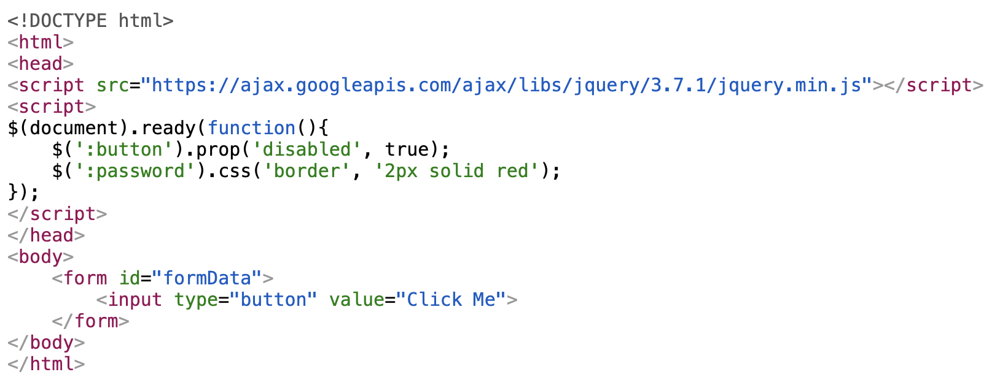 <!DOCTYPE html>
<html>
<head>
<script src="https://ajax.googleapis.com/ajax/libs/jquery/3.7.1/jquery.min.js"></script>
<script>
$(document).ready(function(){
    $(':button').prop('disabled', true);
    $(':password').css('border', '2px solid red');
});
</script>
</head>
<body>
    <form id="formData">
        <input type="button" value="Click Me">
    </form>
</body>
</html>